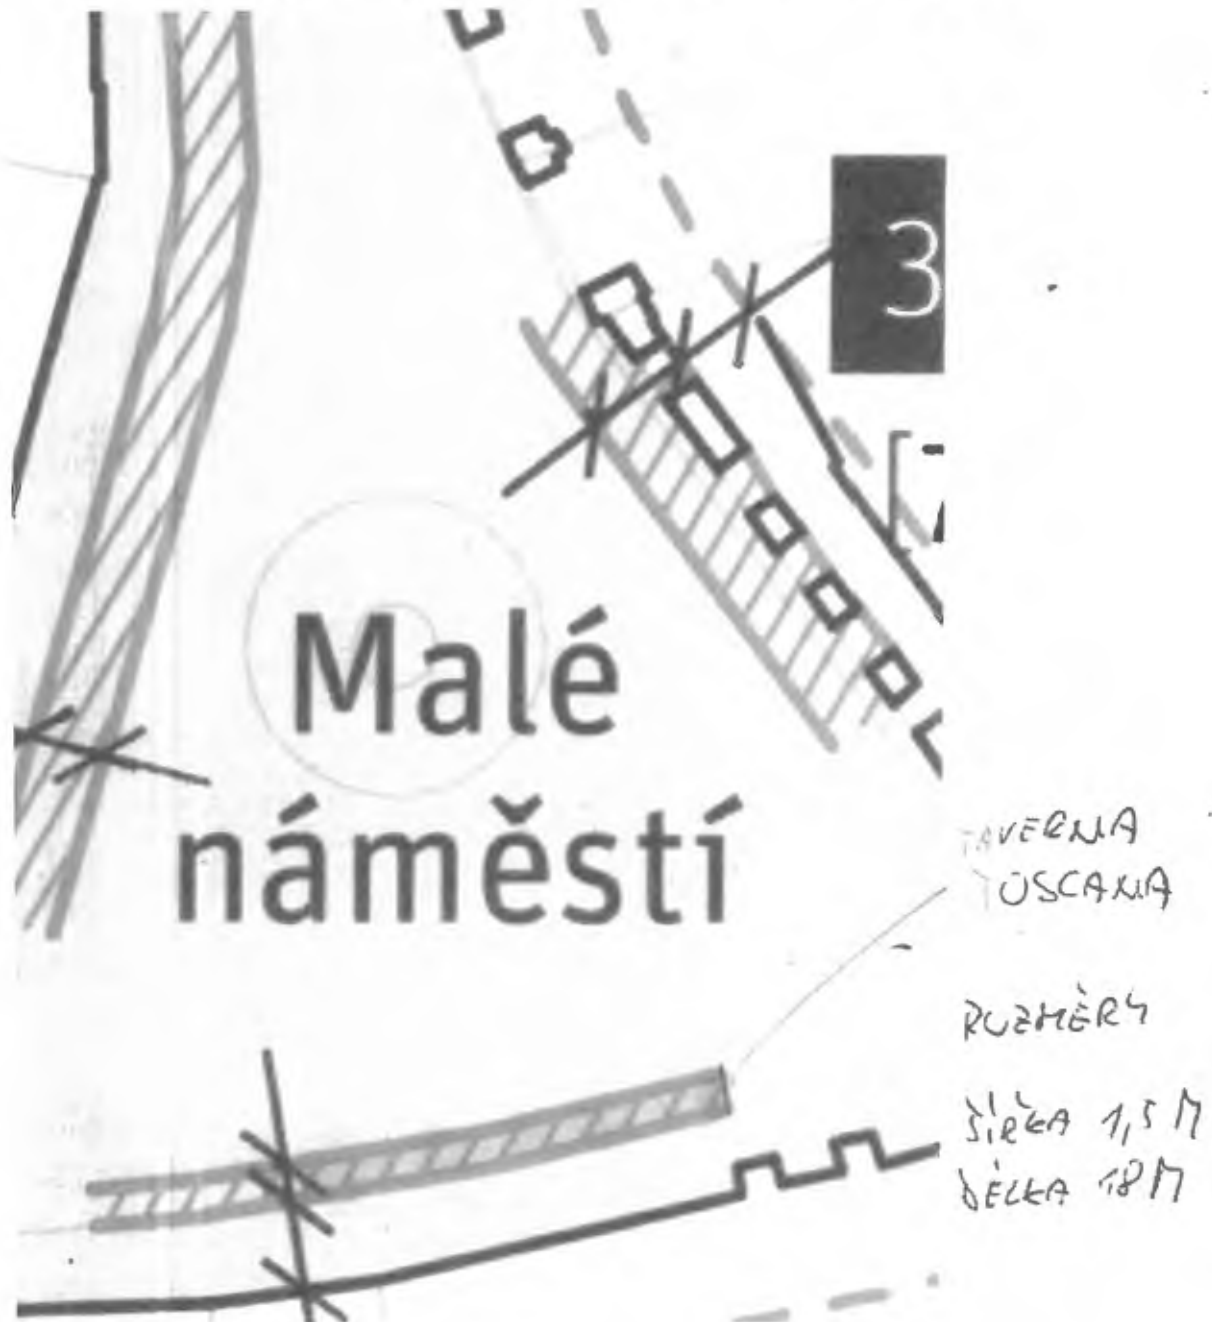 3
Malé
náměstí
TAVERNA
TOSCANA
ROZMĚRY
ŠÍŘKA 1,5 M
DÉLKA 18 M